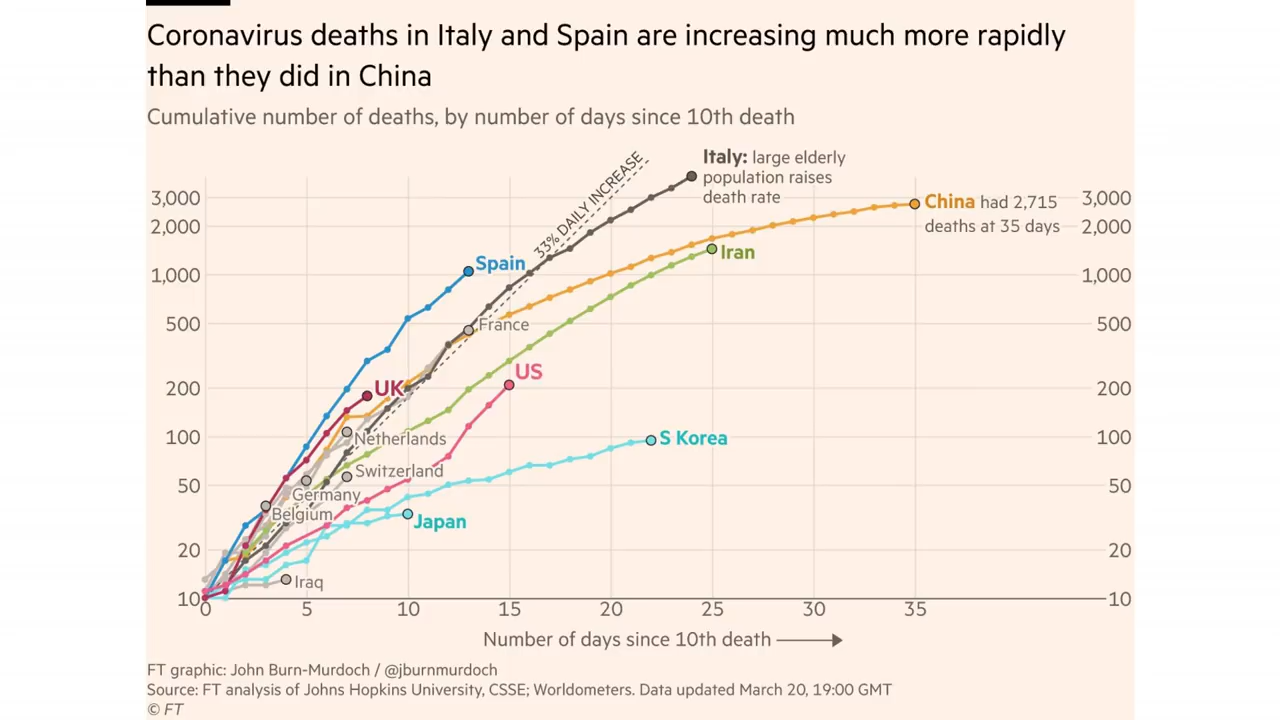 Coronavirus deaths in Italy and Spain are increasing much more rapidly
than they did in China
Cumulative number of deaths, by number of days since 10th death
33% DAILY INCREASE
Italy: large elderly
population raises
death rate
3,000
China had 2,715
3,000
2,000
deaths at 35 days
2,000
Iran
Spain
1,000
1,000
France
500
500
US
UK
200
200
Netherlands
S Korea
100
100
Switzerland
50
Germany
50
Belgium
Japan
20
20
Iraq
10
10
0
5
10
15
20
25
30
35
Number of days since 10th death
FT graphic: John Burn-Murdoch / @jburnmurdoch
Source: FT analysis of Johns Hopkins University, CSSE; Worldometers. Data updated March 20, 19:00 GMT
© FT